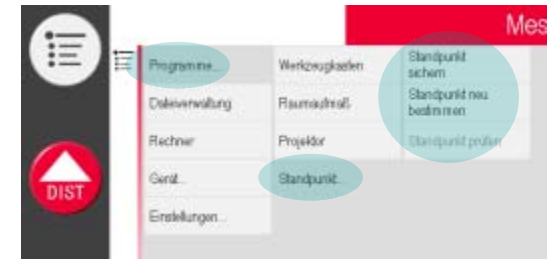 Mes
Programme...
Werkzeugkasten
Standpunkt
sichern
Dateiverwaltung
Raumaufmaß
Standpunkt neu
bestimmen
Rechner
Projektor
Standpunkt prüfen
DIST
Gerät...
Standpunkt...
Einstellungen...